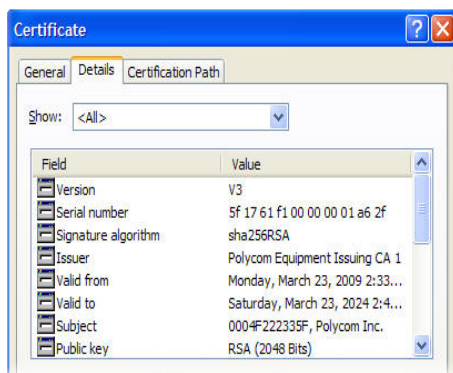 Certificate
General Details Certification Path
Show: <All>
Field Value
Version V3
Serial number 5f 17 61 f1 00 00 00 01 a6 2f
Signature algorithm sha256RSA
Issuer Polycom Equipment Issuing CA 1
Valid from Monday, March 23, 2009 2:33...
Valid to Saturday, March 23, 2024 2:4...
Subject 0004F222335F, Polycom Inc.
Public key RSA (2048 Bits)